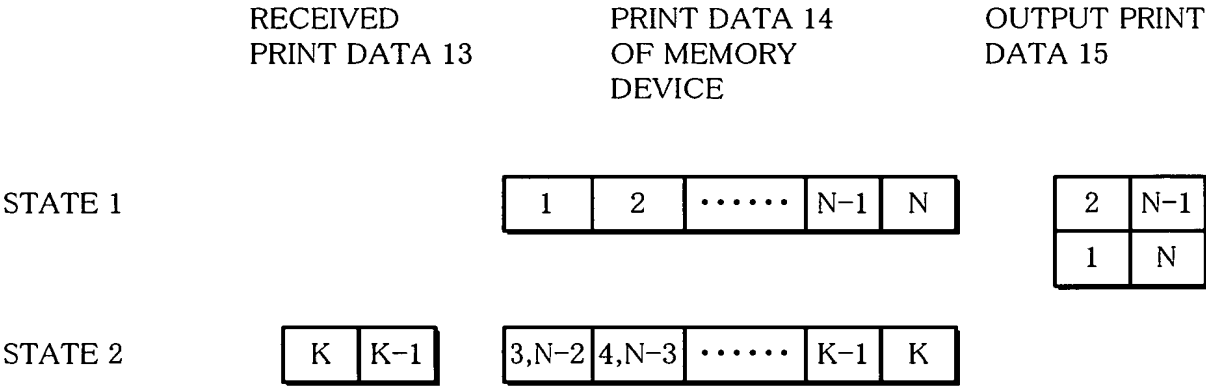 RECEIVED PRINT DATA 13
PRINT DATA 14 OF MEMORY DEVICE
OUTPUT PRINT DATA 15
STATE 1
1 2 ······ N-1 N
2 N-1
1 N
STATE 2
K K-1
3,N-2 4,N-3 ······ K-1 K